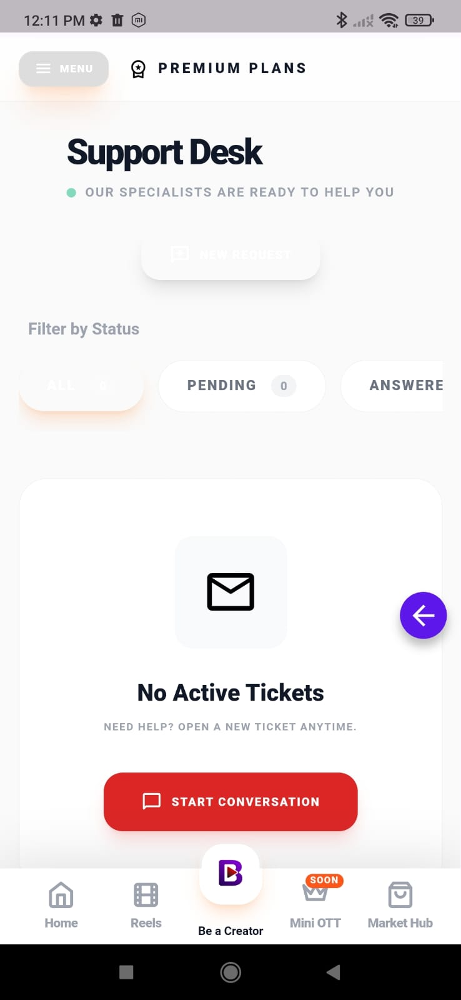 12:11 PM
39
MENU
PREMIUM PLANS
Support Desk
OUR SPECIALISTS ARE READY TO HELP YOU
NEW REQUEST
Filter by Status
ALL 0
PENDING 0
ANSWERE
No Active Tickets
NEED HELP? OPEN A NEW TICKET ANYTIME.
START CONVERSATION
SOON
Home
Reels
Be a Creator
Mini OTT
Market Hub